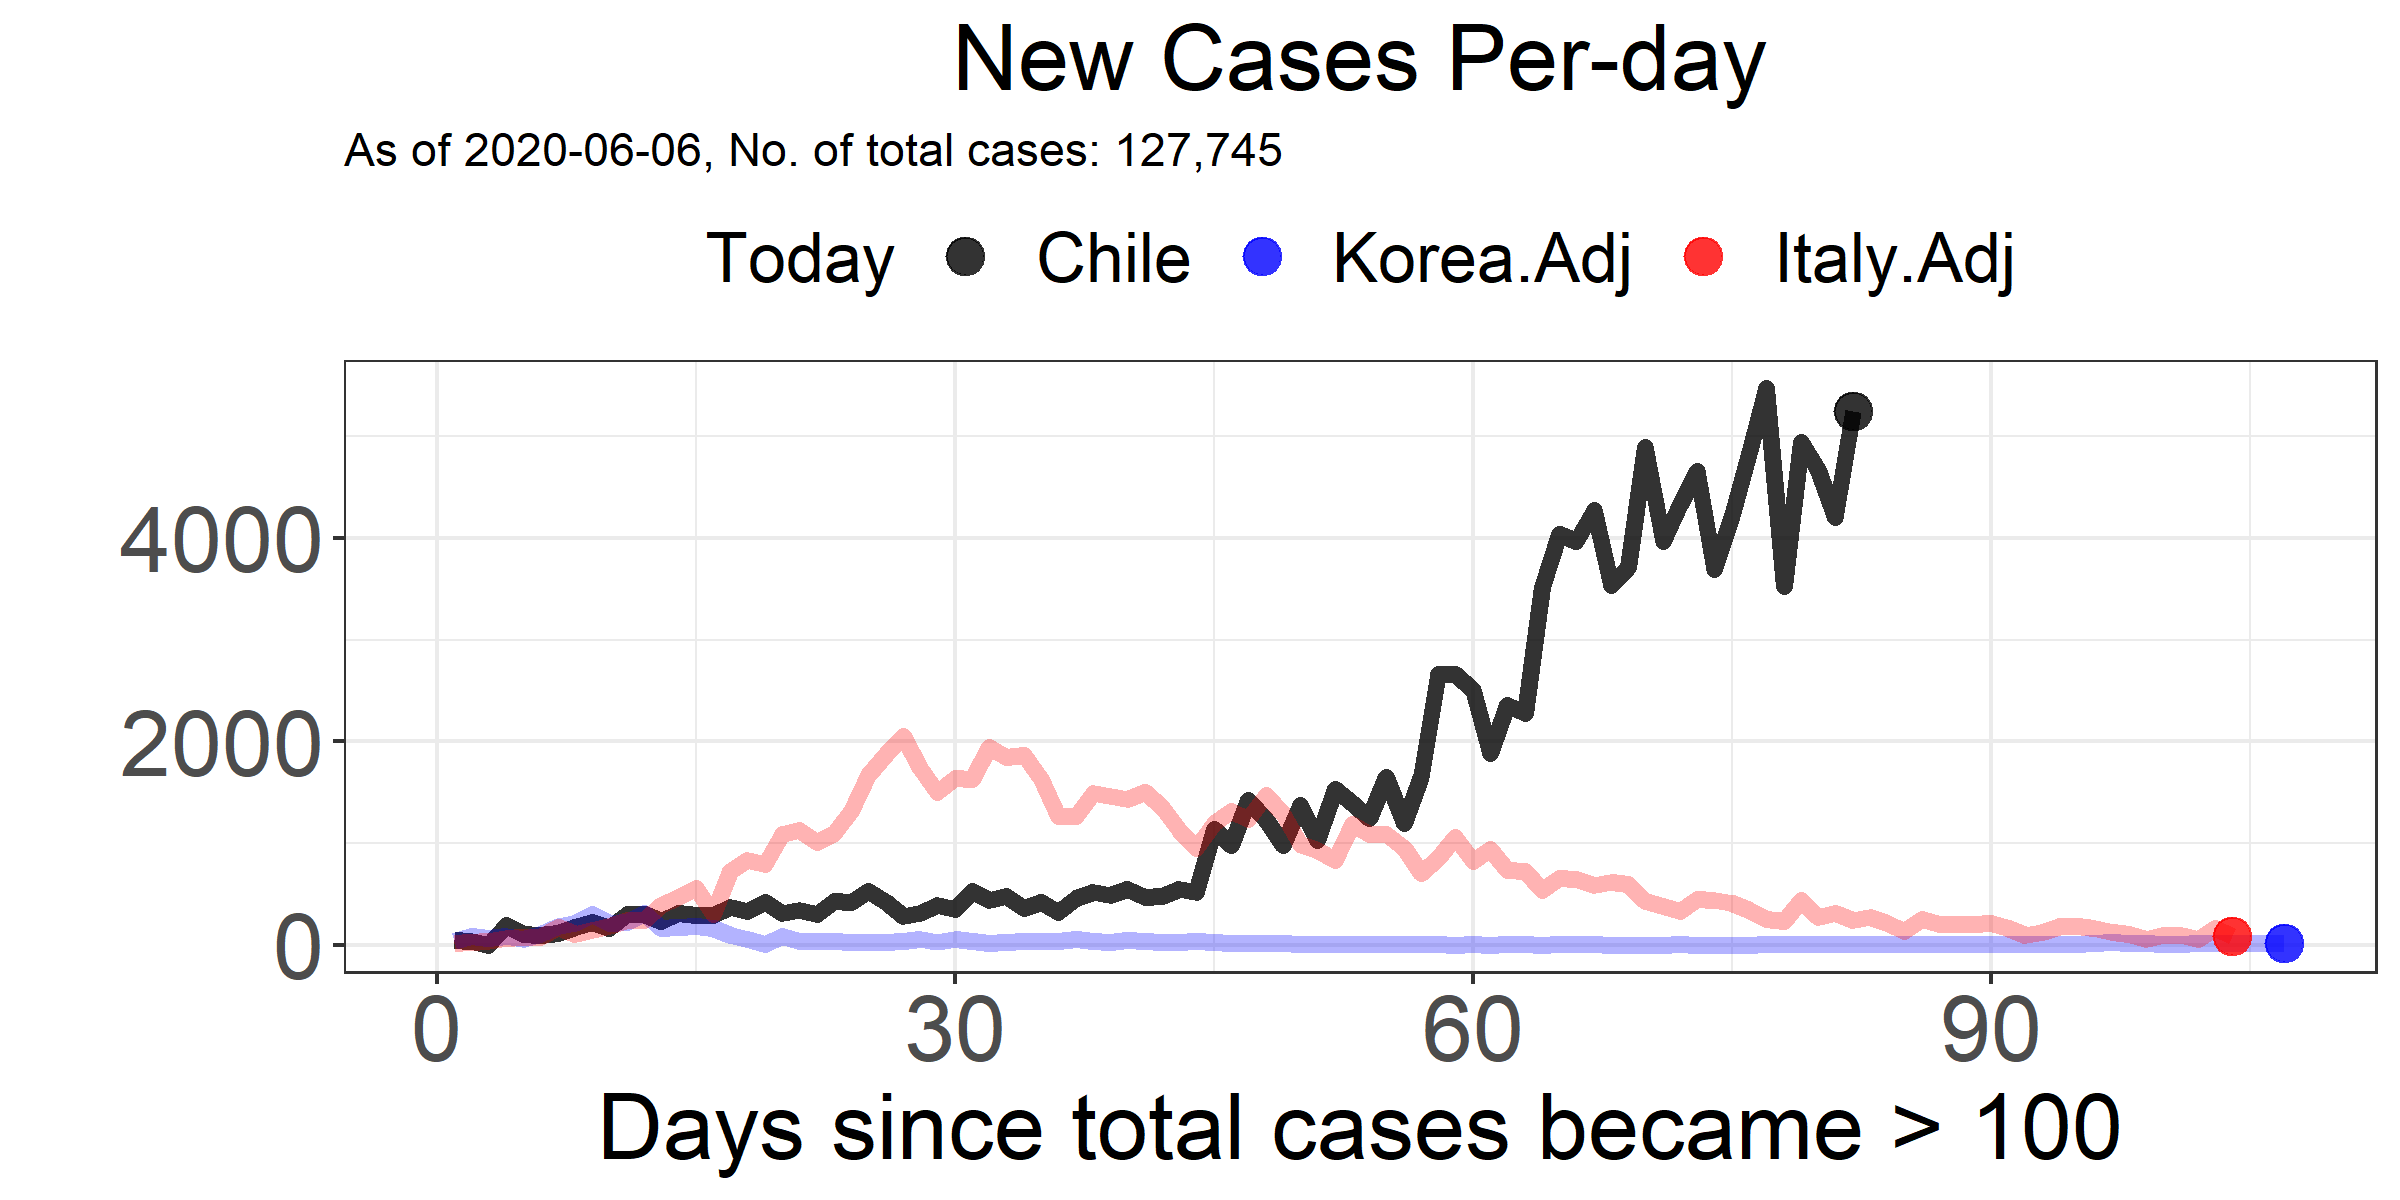 New Cases Per-day
As of 2020-06-06, No. of total cases: 127,745
Today Chile Korea.Adj Italy.Adj
4000
2000
0
0 30 60 90
Days since total cases became > 100